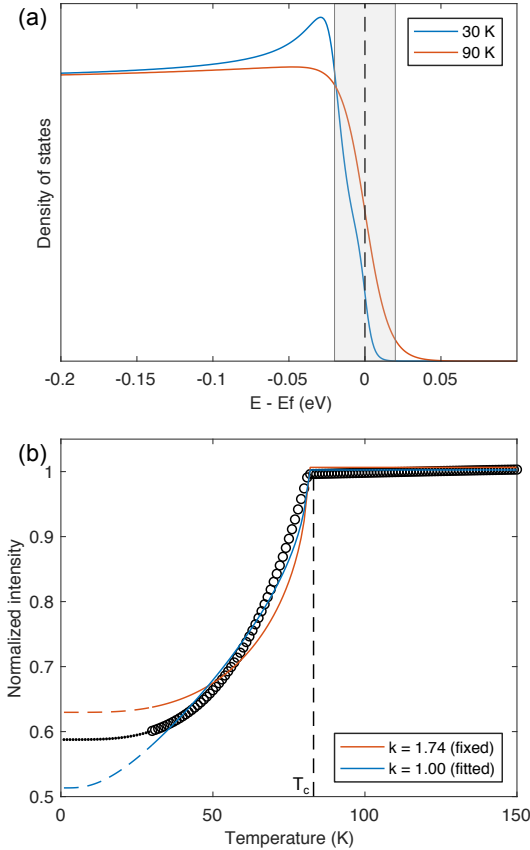 (a)
30 K
90 K
Density of states
-0.2
-0.15
-0.1
-0.05
0
0.05
E - Ef (eV)
(b)
1
0.9
0.8
0.7
0.6
0.5
Normalized intensity
k = 1.74 (fixed)
k = 1.00 (fitted)
Tc
0
50
100
150
Temperature (K)